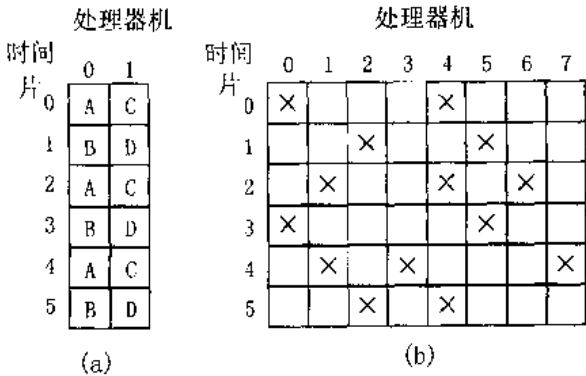 处理器机
时间片
0 1
0 A C
1 B D
2 A C
3 B D
4 A C
5 B D
(a)
处理器机
时间片
0 1 2 3 4 5 6 7
0 × ×
1 × ×
2 × × ×
3 × ×
4 × × ×
5 × ×
(b)